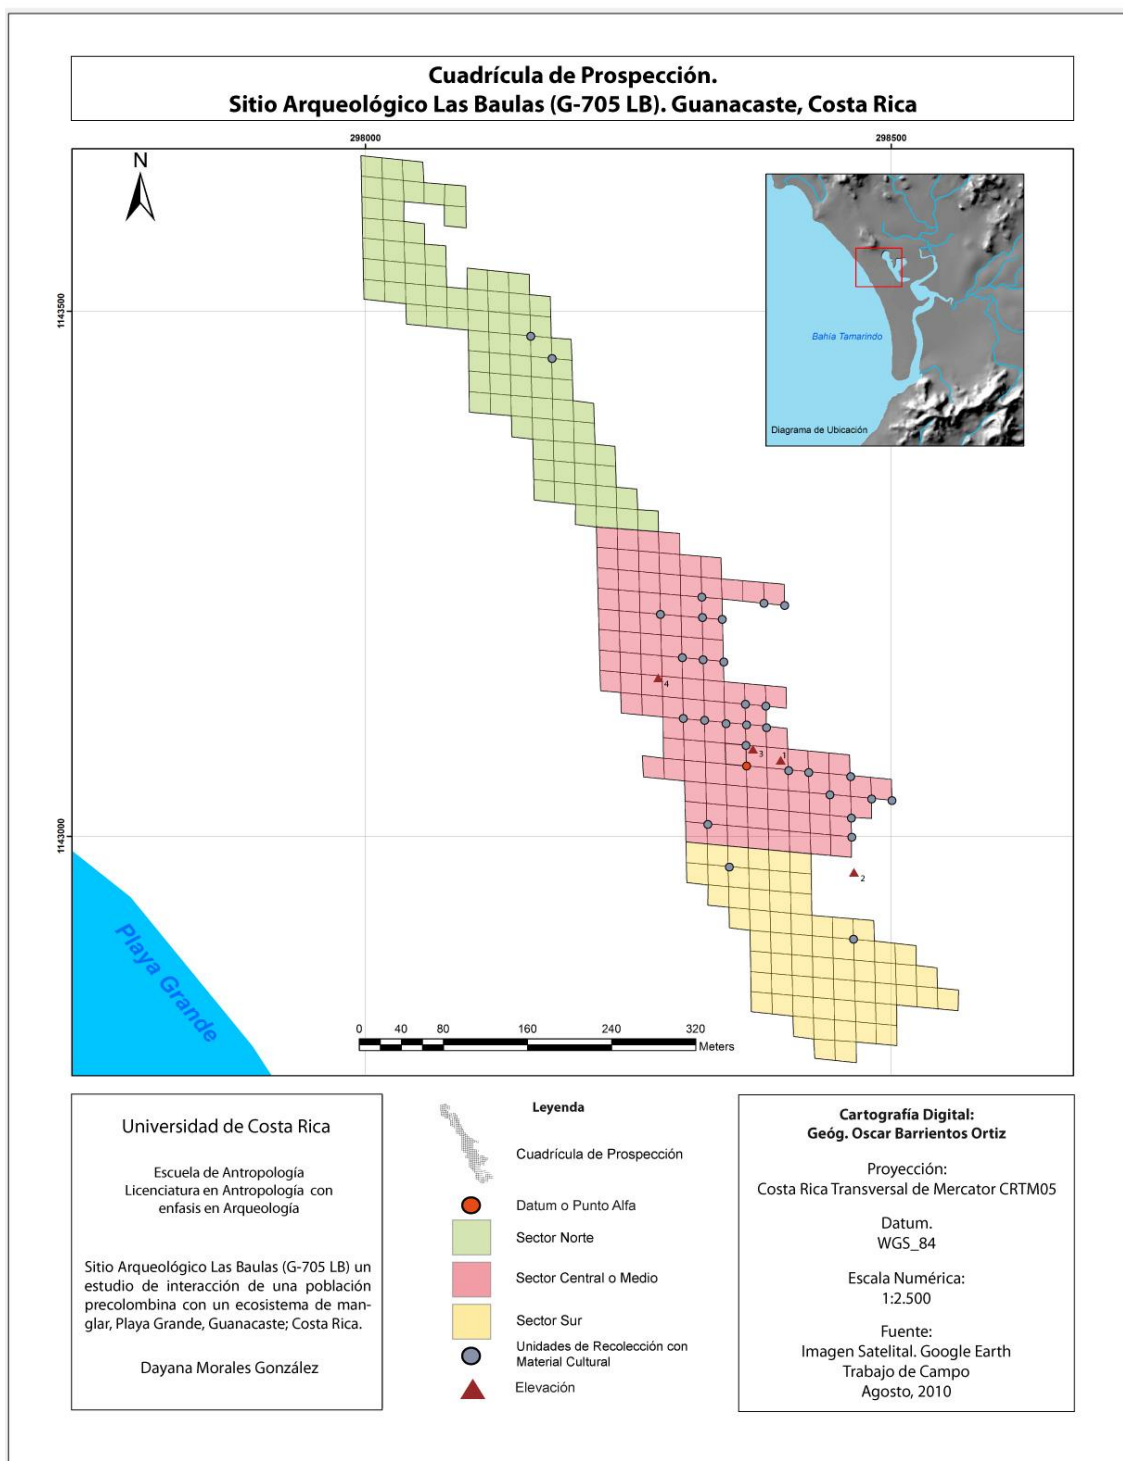 Cuadrícula de Prospección.
Sitio Arqueológico Las Baulas (G-705 LB). Guanacaste, Costa Rica
298000
298500
N
1143500
1143000
Bahía Tamarindo
Diagrama de Ubicación
4
3
1
2
Playa Grande
0 40 80 160 240 320
Meters
Universidad de Costa Rica
Escuela de Antropología
Licenciatura en Antropología con
enfasis en Arqueología
Sitio Arqueológico Las Baulas (G-705 LB) un
estudio de interacción de una población
precolombina con un ecosistema de man-
glar, Playa Grande, Guanacaste; Costa Rica.
Dayana Morales González
Leyenda
Cuadrícula de Prospección
Datum o Punto Alfa
Sector Norte
Sector Central o Medio
Sector Sur
Unidades de Recolección con
Material Cultural
Elevación
Cartografía Digital:
Geóg. Oscar Barrientos Ortiz
Proyección:
Costa Rica Transversal de Mercator CRTM05
Datum.
WGS_84
Escala Numérica:
1:2.500
Fuente:
Imagen Satelital. Google Earth
Trabajo de Campo
Agosto, 2010